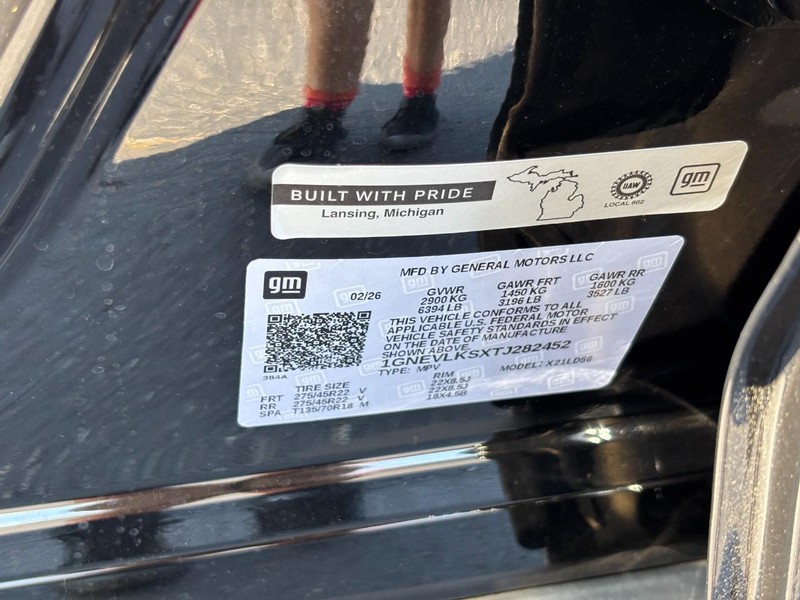 BUILT WITH PRIDE
Lansing, Michigan
UAW
LOCAL 602
gm
gm
MFD BY GENERAL MOTORS LLC
02/26 GVWR GAWR FRT GAWR RR
2900 KG 1450 KG 1600 KG
6394 LB 3196 LB 3527 LB
THIS VEHICLE CONFORMS TO ALL
APPLICABLE U.S. FEDERAL MOTOR
VEHICLE SAFETY STANDARDS IN EFFECT
ON THE DATE OF MANUFACTURE
SHOWN ABOVE.
1GNEVLKSXTJ282452
TYPE: MPV MODEL: X21LD56
384A
TIRE SIZE RIM
FRT 275/45R22 V 22X8.5J
RR 275/45R22 V 22X8.5J
SPA T135/70R18 M 18X4.5B